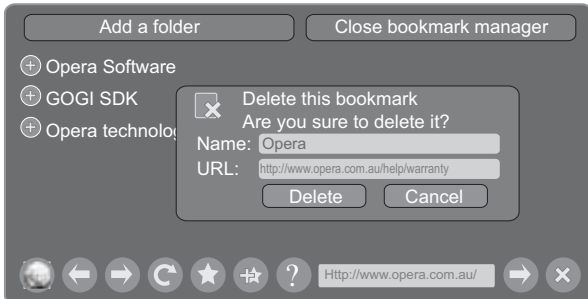 Add a folder
Close bookmark manager
Opera Software
GOGI SDK
Opera technolog
Delete this bookmark
Are you sure to delete it?
Name: Opera
URL: http://www.opera.com.au/help/warranty
Delete
Cancel
?
Http://www.opera.com.au/